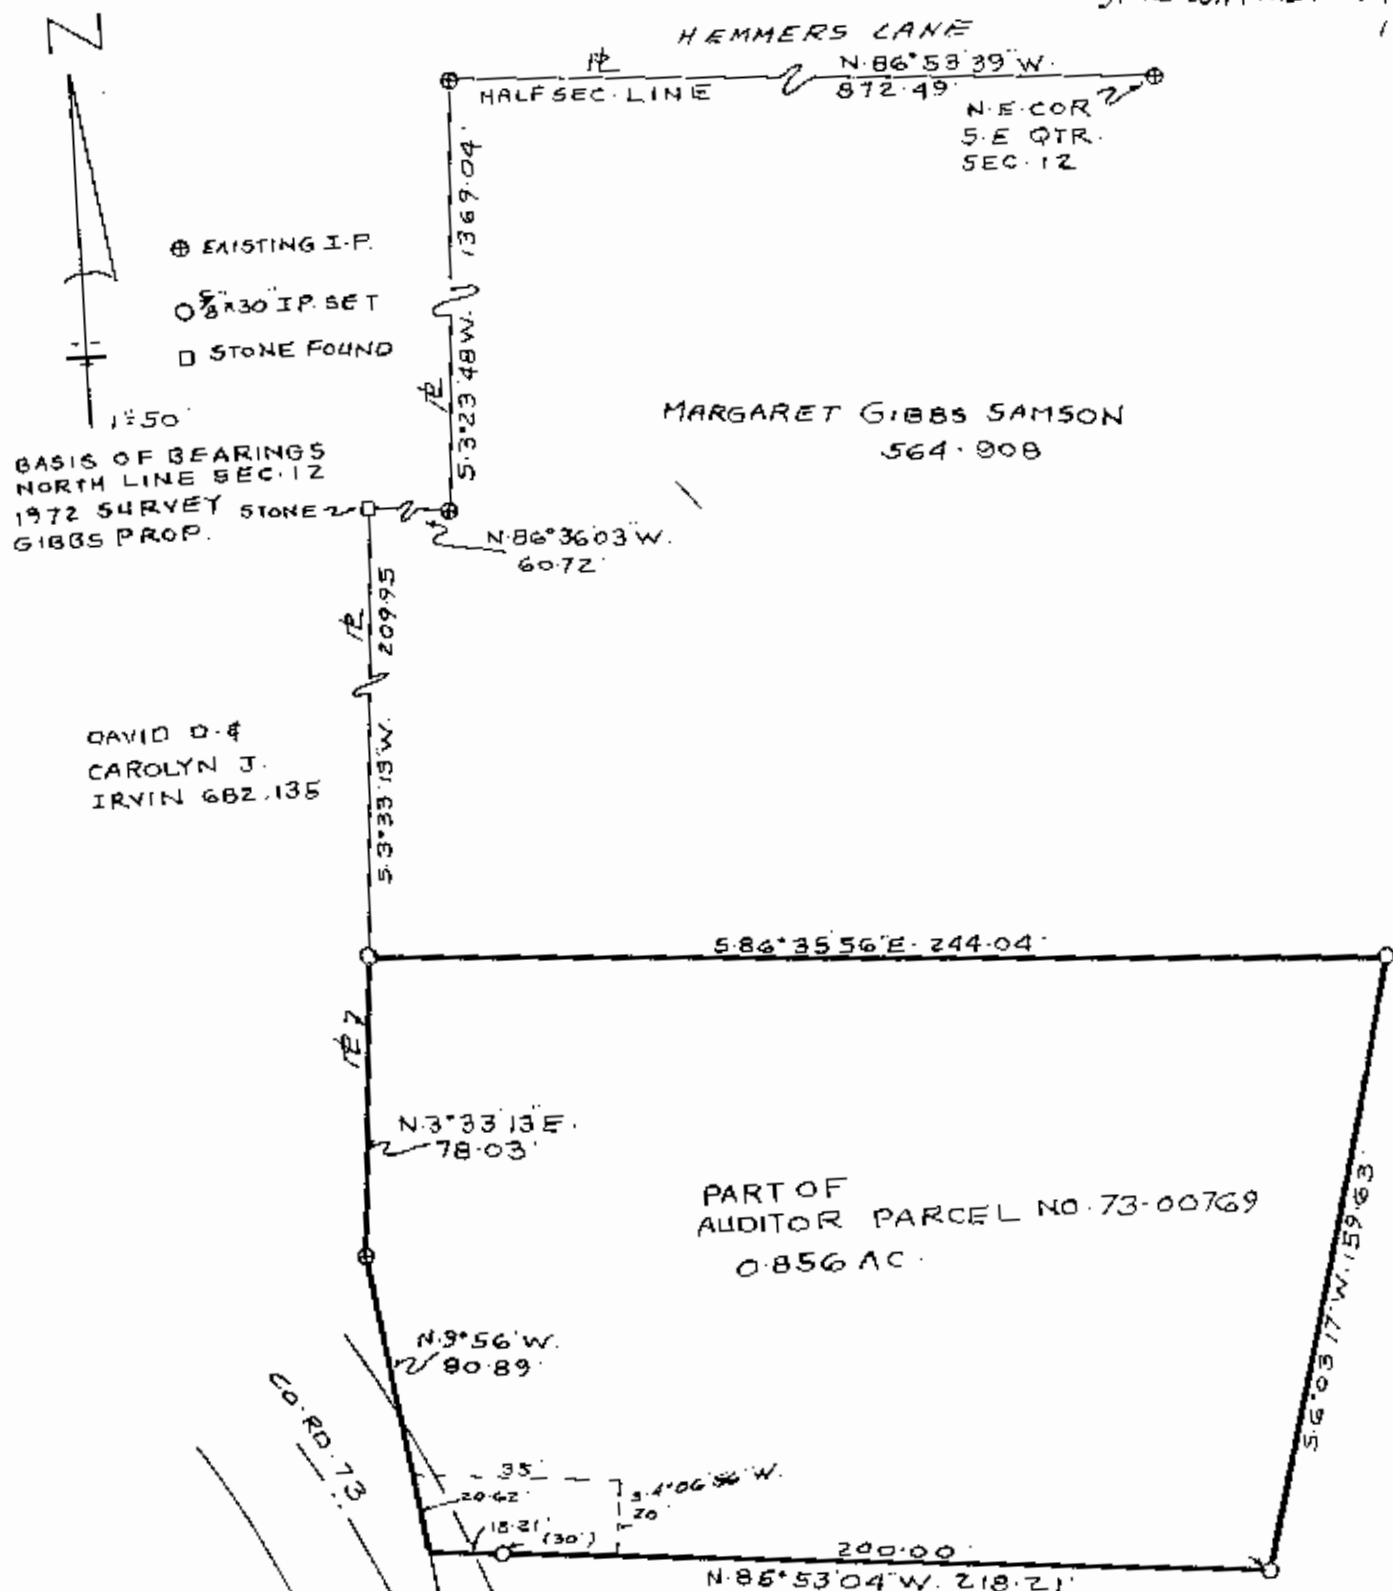 HEMMERS LANE
N
N.86°53'39"W.
872.49'
HALF SEC. LINE
N.E. COR
S.E QTR.
SEC. 12
1369.04'
S.3°23'48"W.
⊕ EXISTING I.P.
○ 5/8"x30" I.P. SET
□ STONE FOUND
1"=50'
BASIS OF BEARINGS
NORTH LINE SEC. 12
1972 SURVEY
GIBBS PROP.
STONE
MARGARET GIBBS SAMSON
564.908
N.86°36'03"W.
60.72'
209.95
S.3°33'13"W.
DAVID D. &
CAROLYN J.
IRVIN 682.135
S.86°35'56"E. 244.04'
N.3°33'13"E.
78.03'
PART OF
AUDITOR PARCEL NO. 73-00769
0.856 AC.
S.6°03'17"W. 159.63'
N.9°56'W.
80.89'
CO. RD. 73
35'
20.62'
S.4°06' W.
20'
18.21'
(30')
200.00'
N.86°53'04"W. 218.21'